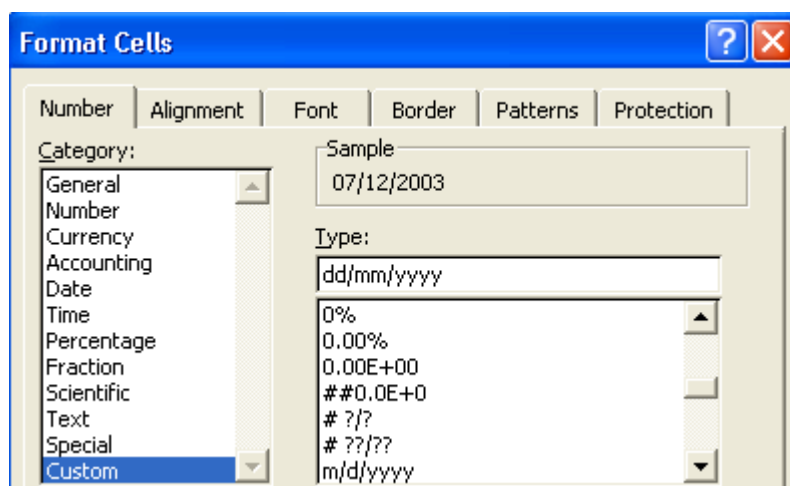 Format Cells
Number Alignment Font Border Patterns Protection
Category:
General
Number
Currency
Accounting
Date
Time
Percentage
Fraction
Scientific
Text
Special
Custom
Sample
07/12/2003
Type:
dd/mm/yyyy
0%
0.00%
0.00E+00
##0.0E+0
# ?/?
# ??/??
m/d/yyyy